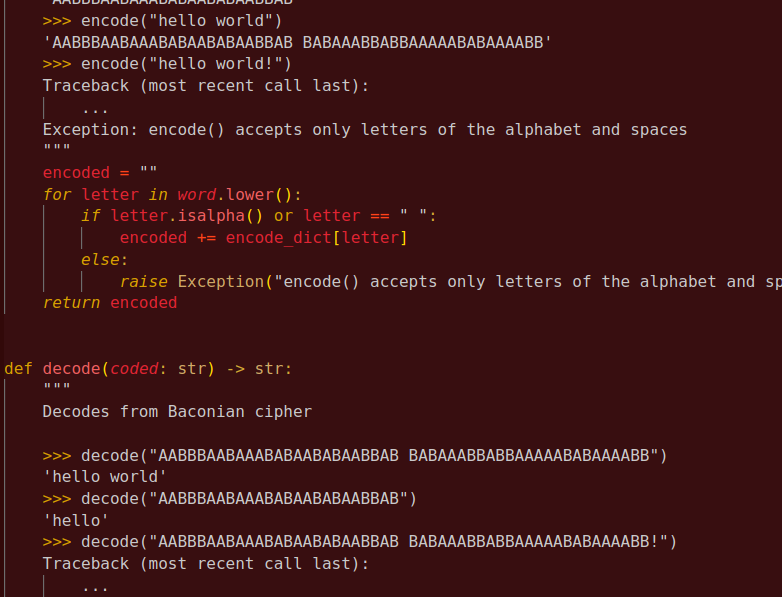 >>> encode("hello world")
'AABBBAABAAABABAABABAABBAB BABAAABBABBAAAAABABAAAABB'
>>> encode("hello world!")
Traceback (most recent call last):
...
Exception: encode() accepts only letters of the alphabet and spaces
"""
encoded = ""
for letter in word.lower():
if letter.isalpha() or letter == " ":
encoded += encode_dict[letter]
else:
raise Exception("encode() accepts only letters of the alphabet and sp
return encoded
def decode(coded: str) -> str:
"""
Decodes from Baconian cipher
>>> decode("AABBBAABAAABABAABABAABBAB BABAAABBABBAAAAABABAAAABB")
'hello world'
>>> decode("AABBBAABAAABABAABABAABBAB")
'hello'
>>> decode("AABBBAABAAABABAABABAABBAB BABAAABBABBAAAAABABAAAABB!")
Traceback (most recent call last):
...